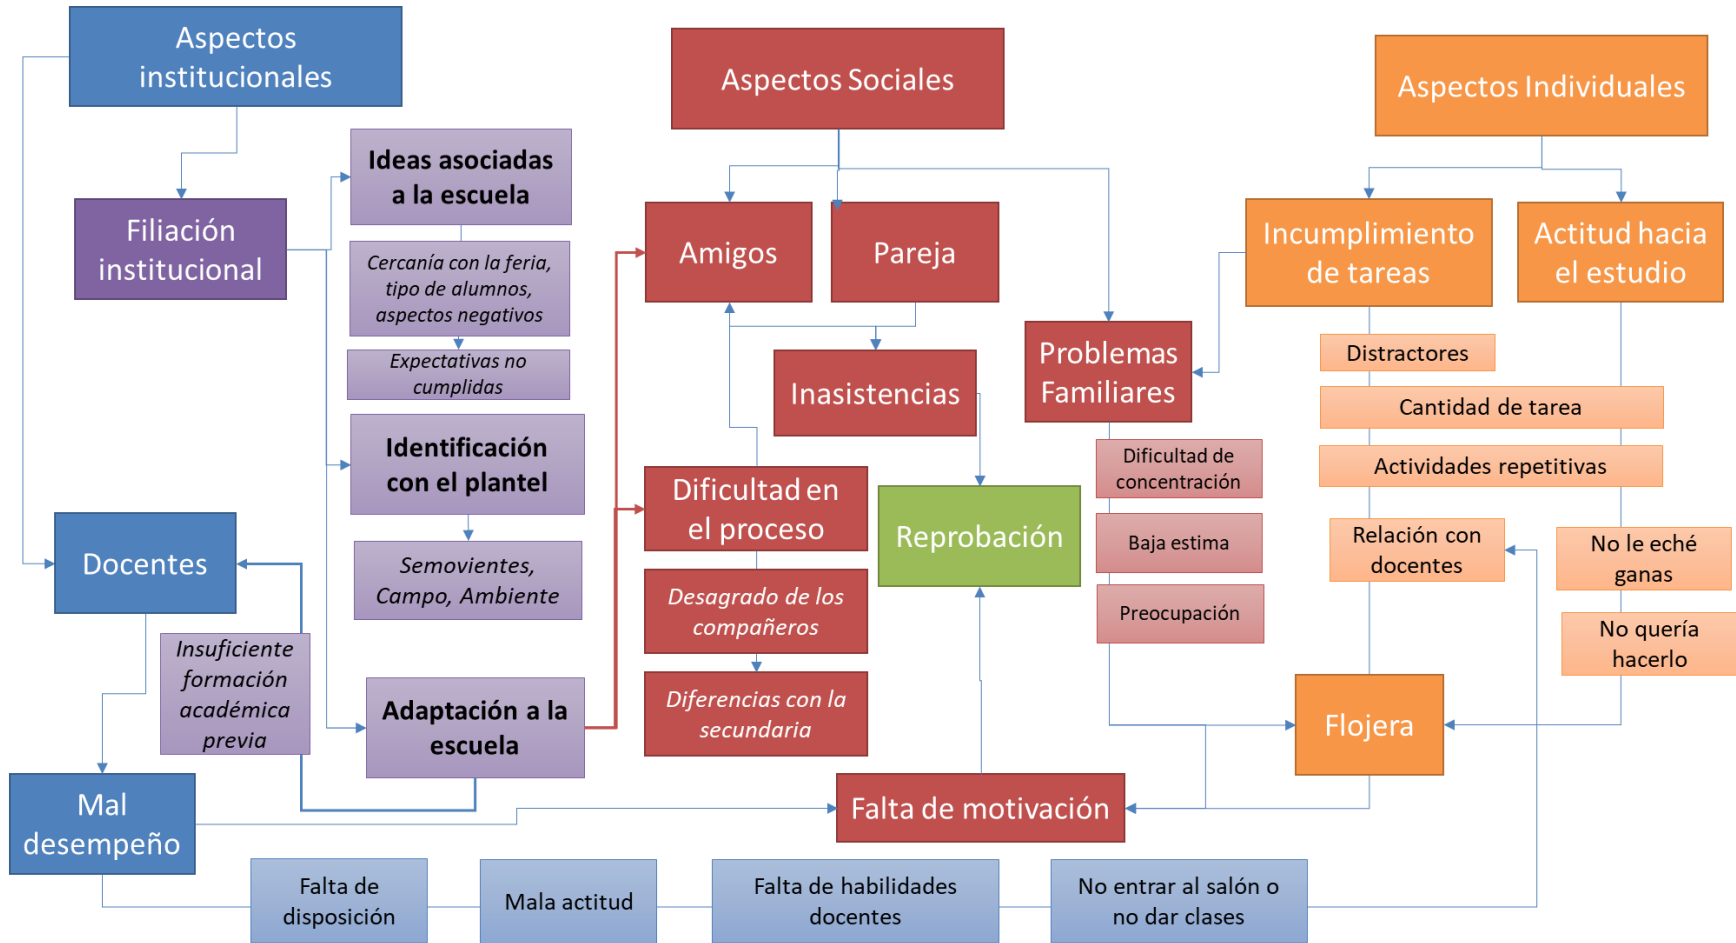 Aspectos
institucionales
Aspectos Sociales
Aspectos Individuales
Filiación
institucional
Ideas asociadas
a la escuela
Cercanía con la feria,
tipo de alumnos,
aspectos negativos
Expectativas no
cumplidas
Identificación
con el plantel
Semovientes,
Campo, Ambiente
Docentes
Insuficiente
formación
académica
previa
Adaptación a la
escuela
Mal
desempeño
Amigos
Pareja
Inasistencias
Problemas
Familiares
Dificultad en
el proceso
Desagrado de los
compañeros
Diferencias con la
secundaria
Reprobación
Dificultad de
concentración
Baja estima
Preocupación
Falta de motivación
Incumplimiento
de tareas
Actitud hacia
el estudio
Distractores
Cantidad de tarea
Actividades repetitivas
Relación con
docentes
No le eché
ganas
No quería
hacerlo
Flojera
Falta de
disposición
Mala actitud
Falta de habilidades
docentes
No entrar al salón o
no dar clases